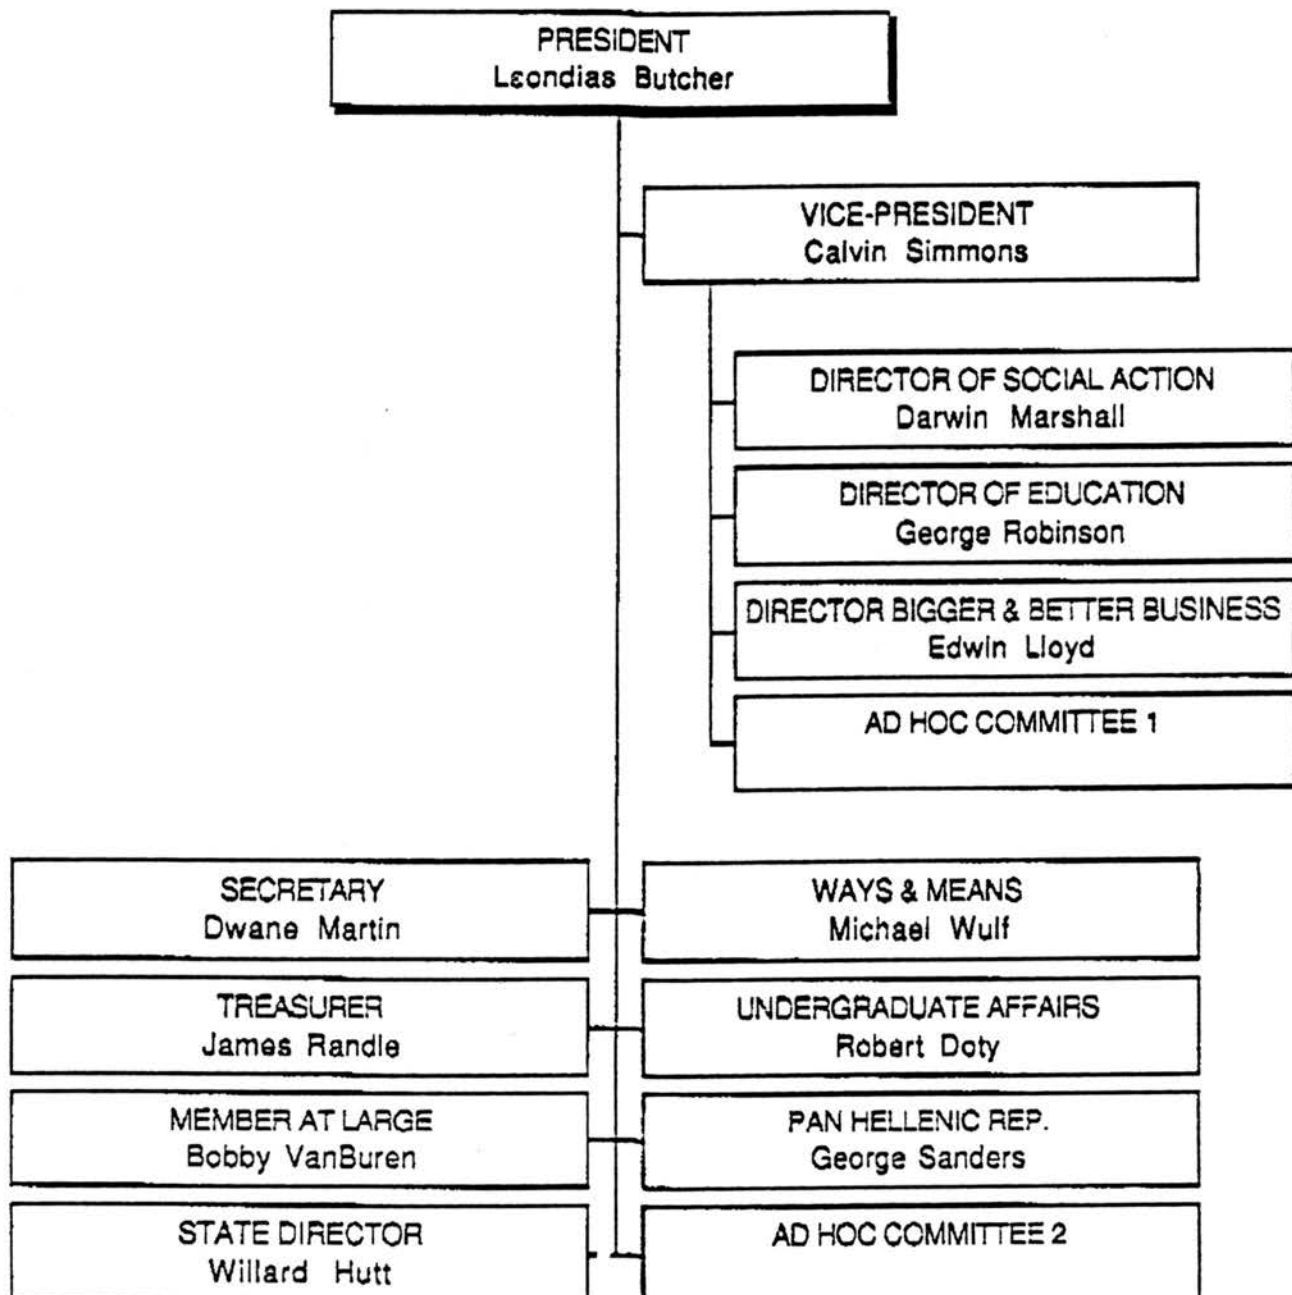 PRESIDENT
Leondias Butcher
VICE-PRESIDENT
Calvin Simmons
DIRECTOR OF SOCIAL ACTION
Darwin Marshall
DIRECTOR OF EDUCATION
George Robinson
DIRECTOR BIGGER & BETTER BUSINESS
Edwin Lloyd
AD HOC COMMITTEE 1
SECRETARY
Dwane Martin
WAYS & MEANS
Michael Wulf
TREASURER
James Randle
UNDERGRADUATE AFFAIRS
Robert Doty
MEMBER AT LARGE
Bobby VanBuren
PAN HELLENIC REP.
George Sanders
STATE DIRECTOR
Willard Hutt
AD HOC COMMITTEE 2